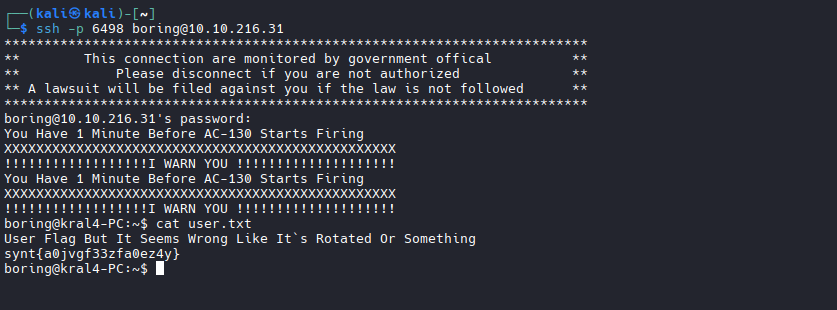 ┌──(kali㉿kali)-[~]
└─$ ssh -p 6498 boring@10.10.216.31
*************************************************************************
**        This connection are monitored by government offical          **
**            Please disconnect if you are not authorized              **
** A lawsuit will be filed against you if the law is not followed      **
*************************************************************************
boring@10.10.216.31's password:
You Have 1 Minute Before AC-130 Starts Firing
XXXXXXXXXXXXXXXXXXXXXXXXXXXXXXXXXXXXXXXXXXXXXXXXX
!!!!!!!!!!!!!!!!!!I WARN YOU !!!!!!!!!!!!!!!!!!!!
You Have 1 Minute Before AC-130 Starts Firing
XXXXXXXXXXXXXXXXXXXXXXXXXXXXXXXXXXXXXXXXXXXXXXXXX
!!!!!!!!!!!!!!!!!!I WARN YOU !!!!!!!!!!!!!!!!!!!!
boring@kral4-PC:~$ cat user.txt
User Flag But It Seems Wrong Like It`s Rotated Or Something
synt{a0jvgf33zfa0ez4y}
boring@kral4-PC:~$